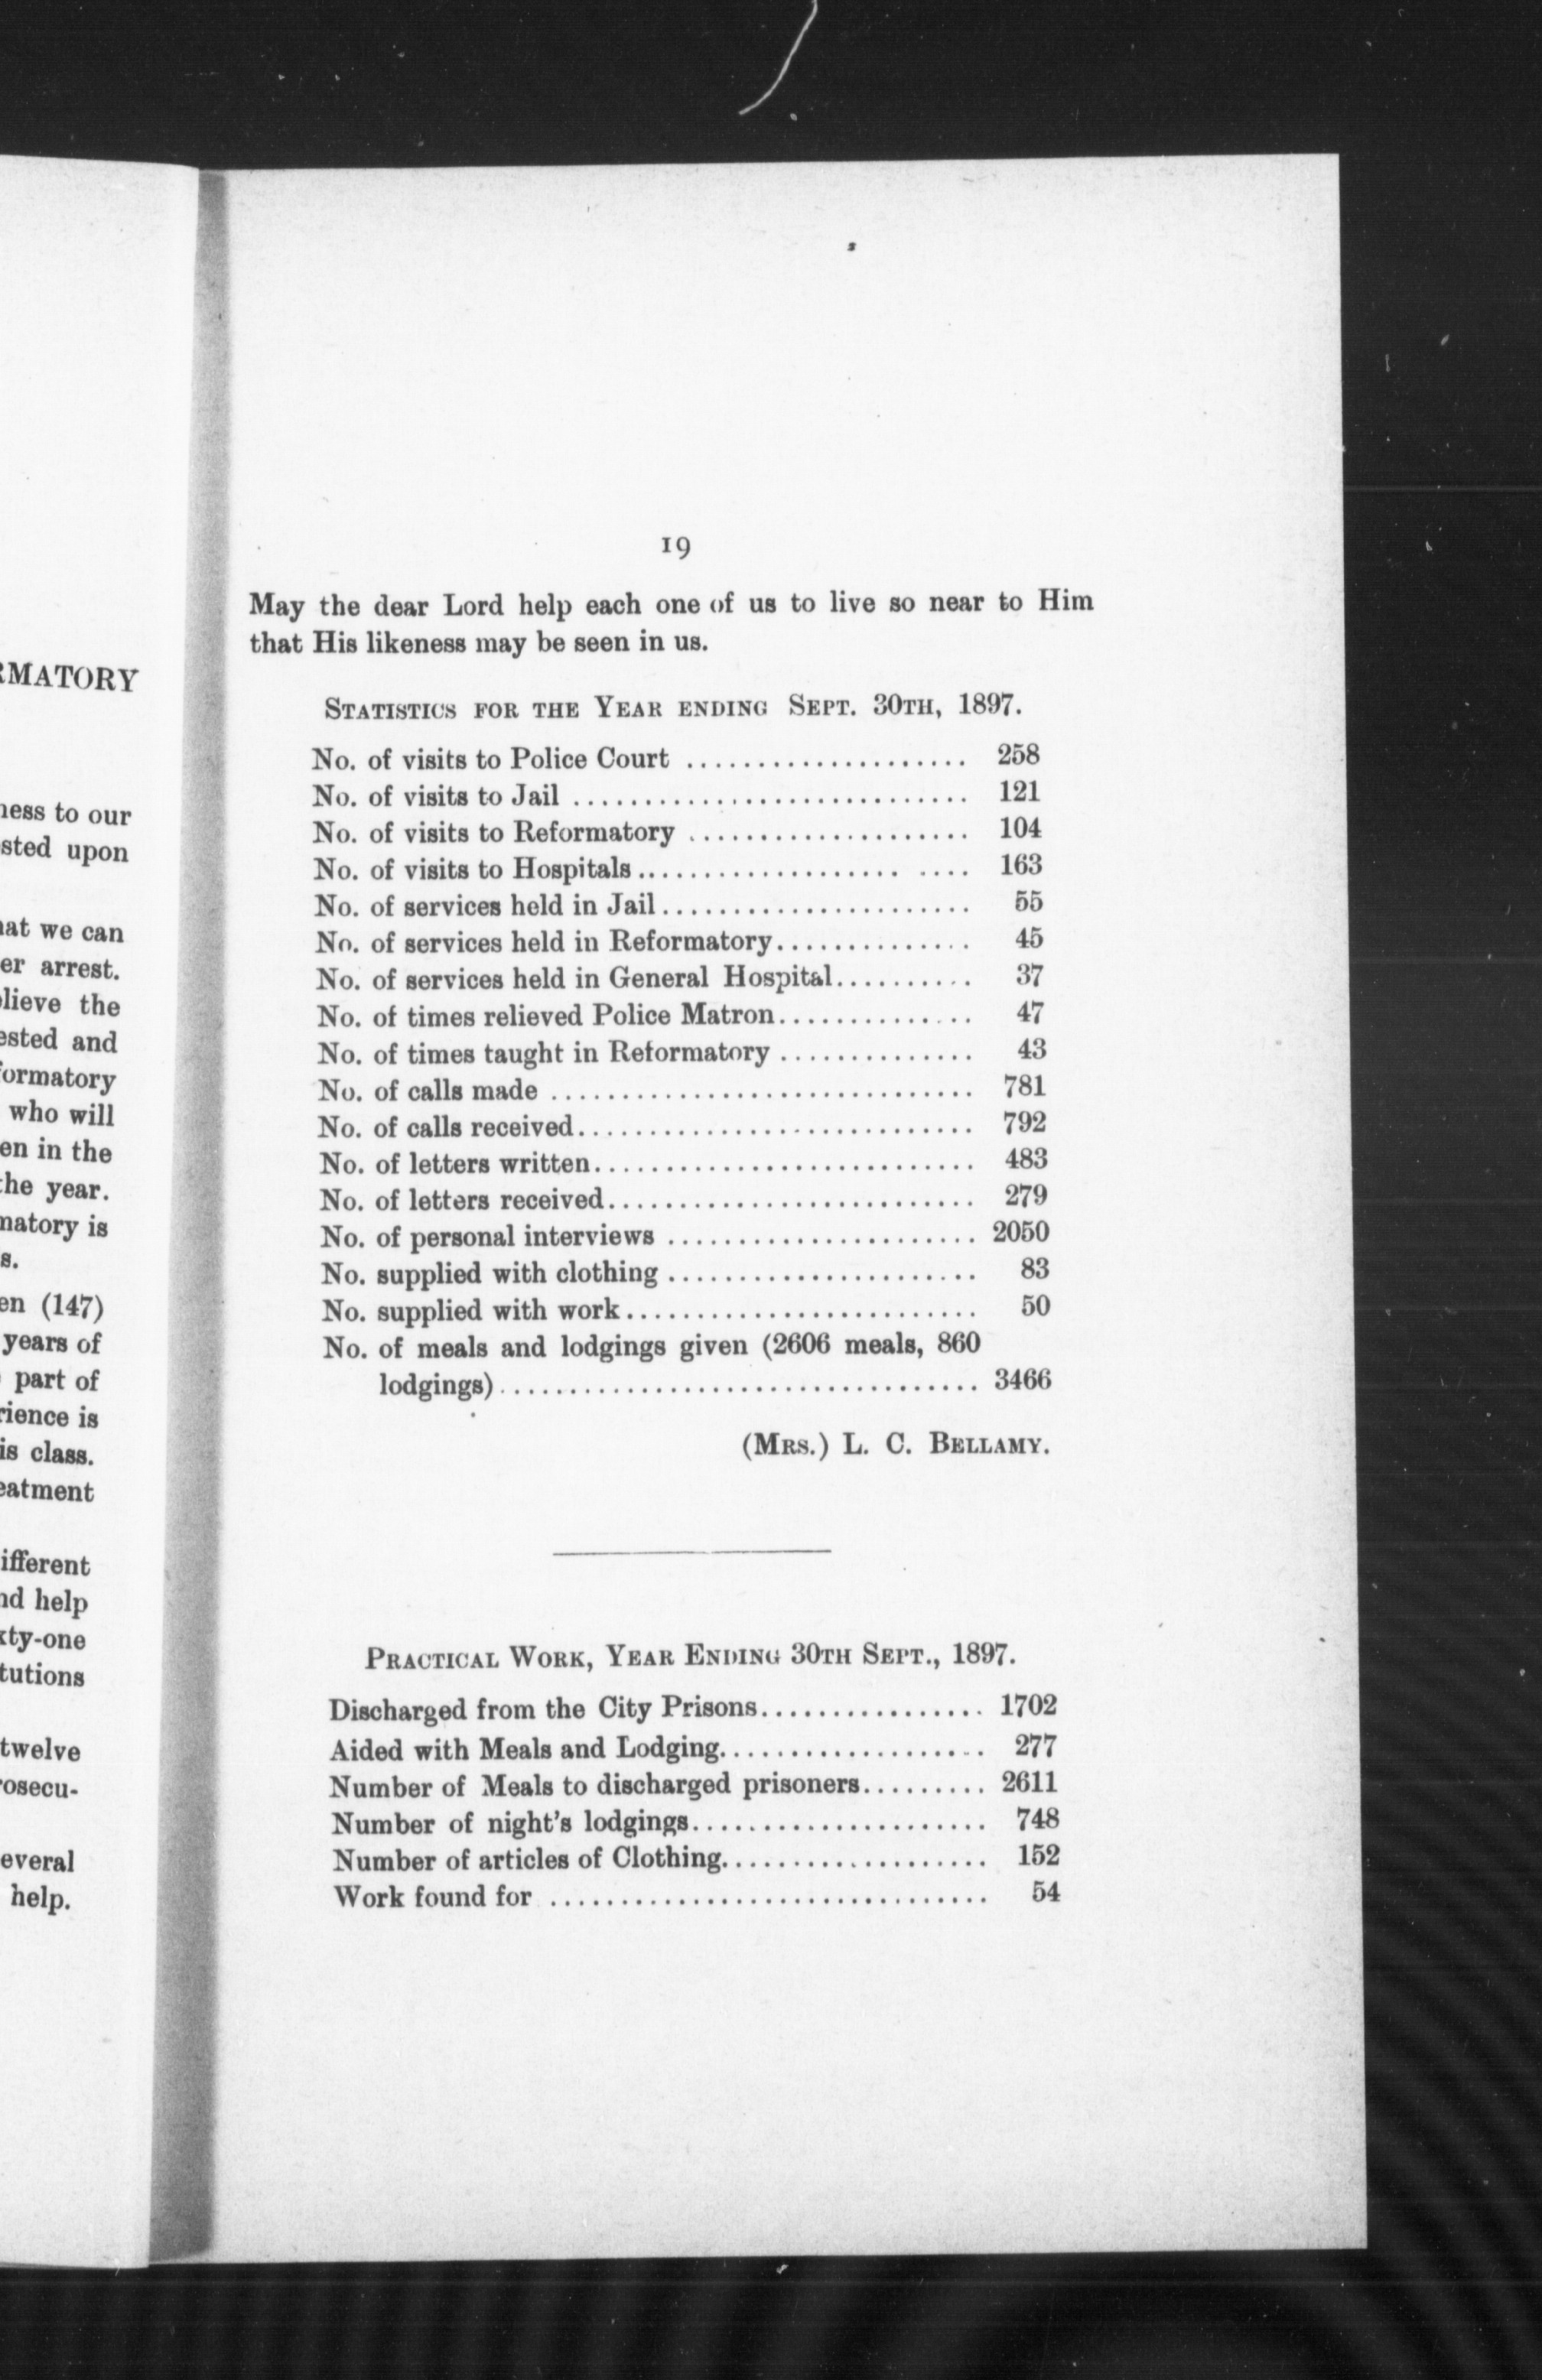 RMATORY
ness to our
sted upon
hat we can
er arrest.
lieve the
ested and
formatory
who will
en in the
the year.
matory is
s.
en (147)
years of
part of
rience is
is class.
eatment
ifferent
nd help
xty-one
tutions
twelve
rosecu-
everal
help.
19
May the dear Lord help each one of us to live so near to Him
that His likeness may be seen in us.
STATISTICS FOR THE YEAR ENDING SEPT. 30TH, 1897.
No. of visits to Police Court .................... 258
No. of visits to Jail ............................ 121
No. of visits to Reformatory .................... 104
No. of visits to Hospitals................... .... 163
No. of services held in Jail...................... 55
No. of services held in Reformatory.............. 45
No. of services held in General Hospital.......... 37
No. of times relieved Police Matron.............. 47
No. of times taught in Reformatory .............. 43
No. of calls made .............................. 781
No. of calls received............................ 792
No. of letters written........................... 483
No. of letters received.......................... 279
No. of personal interviews ...................... 2050
No. supplied with clothing ...................... 83
No. supplied with work......................... 50
No. of meals and lodgings given (2606 meals, 860
lodgings).................................. 3466
(MRS.) L. C. BELLAMY.
PRACTICAL WORK, YEAR ENDING 30TH SEPT., 1897.
Discharged from the City Prisons................ 1702
Aided with Meals and Lodging................... 277
Number of Meals to discharged prisoners......... 2611
Number of night's lodgings..................... 748
Number of articles of Clothing................... 152
Work found for ............................... 54